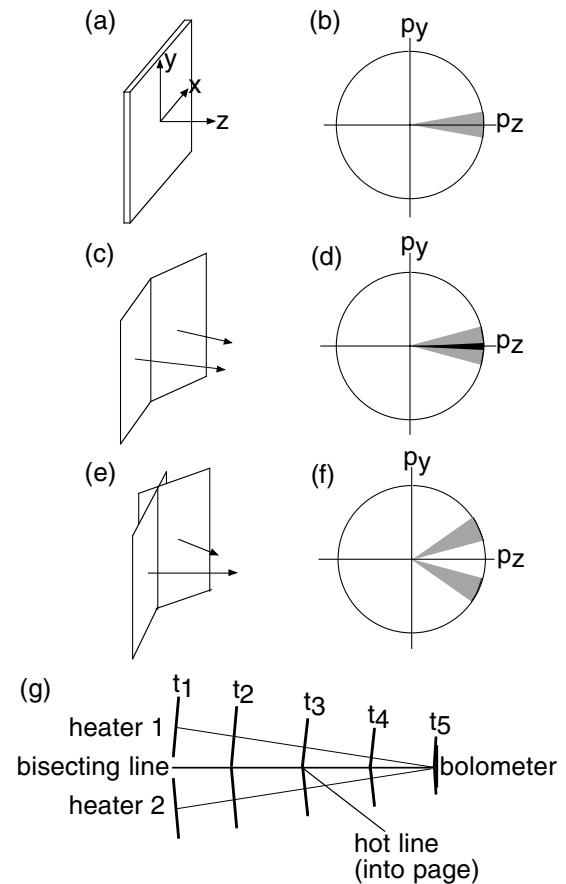 (a)
y
x
z
(b)
py
pz
(c)
(d)
py
pz
(e)
(f)
py
pz
(g)
t1
t2
t3
t4
t5
heater 1
bisecting line
bolometer
heater 2
hot line
(into page)